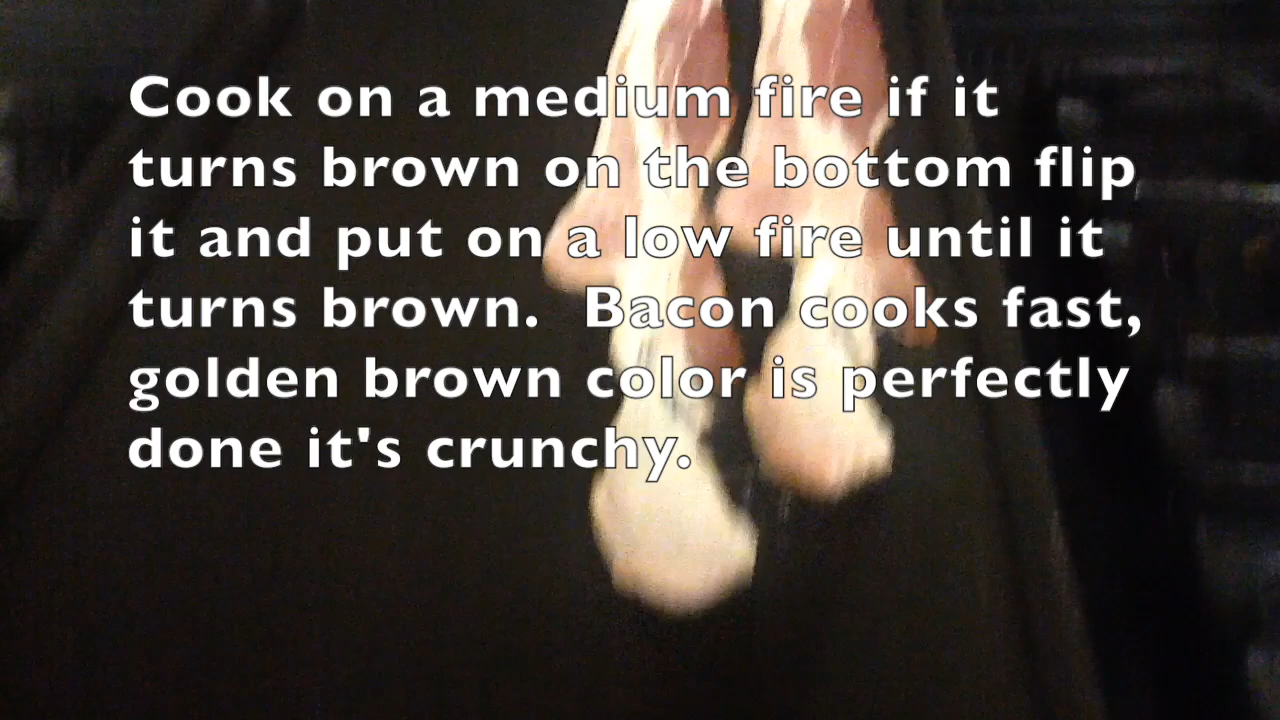 Cook on a medium fire if it
turns brown on the bottom flip
it and put on a low fire until it
turns brown.  Bacon cooks fast,
golden brown color is perfectly
done it's crunchy.